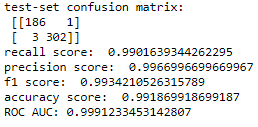 test-set confusion matrix:
[[186   1]
[  3 302]]
recall score:  0.9901639344262295
precision score:  0.9966996699669967
f1 score:  0.9934210526315789
accuracy score:  0.991869918699187
ROC AUC: 0.9991233453142807